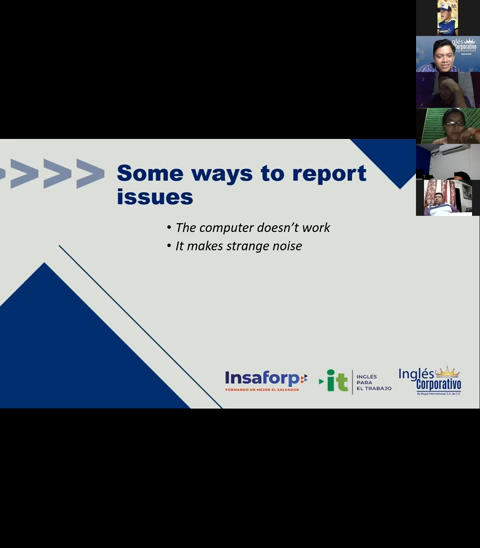 Some ways to report
issues
• The computer doesn't work
• It makes strange noise
Insaforp
FORMANDO UN MEJOR EL SALVADOR
it
INGLÉS
PARA
EL TRABAJO
Inglés
Corporativo